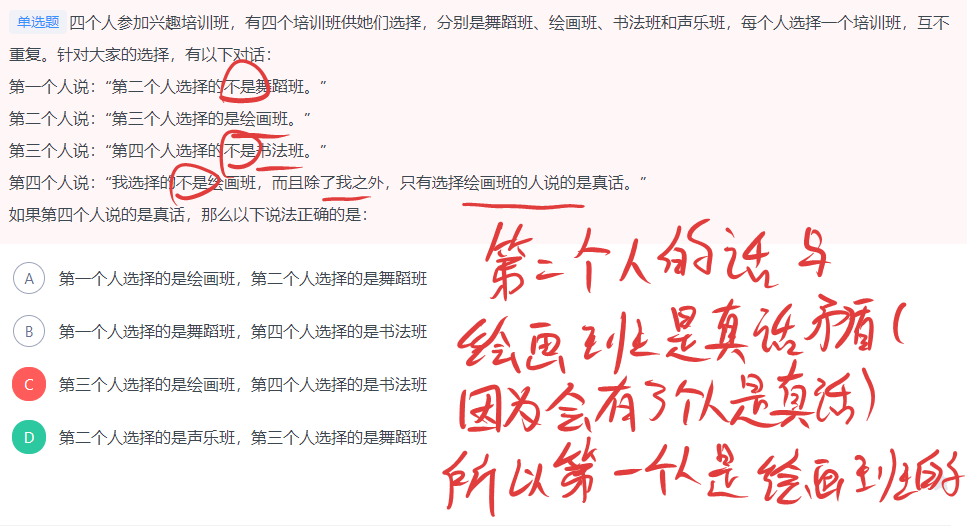 单选题 四个人参加兴趣培训班，有四个培训班供她们选择，分别是舞蹈班、绘画班、书法班和声乐班，每个人选择一个培训班，互不
重复。针对大家的选择，有以下对话：
第一个人说：“第二个人选择的不是舞蹈班。”
第二个人说：“第三个人选择的是绘画班。”
第三个人说：“第四个人选择的不是书法班。”
第四个人说：“我选择的不是绘画班，而且除了我之外，只有选择绘画班的人说的是真话。”
如果第四个人说的是真话，那么以下说法正确的是：
A 第一个人选择的是绘画班，第二个人选择的是舞蹈班
B 第一个人选择的是舞蹈班，第四个人选择的是书法班
C 第三个人选择的是绘画班，第四个人选择的是书法班
D 第二个人选择的是声乐班，第三个人选择的是舞蹈班
第二个人的话与
绘画班是真话矛盾(
因为会有3个人是真话)
所以第一个人是绘画班的